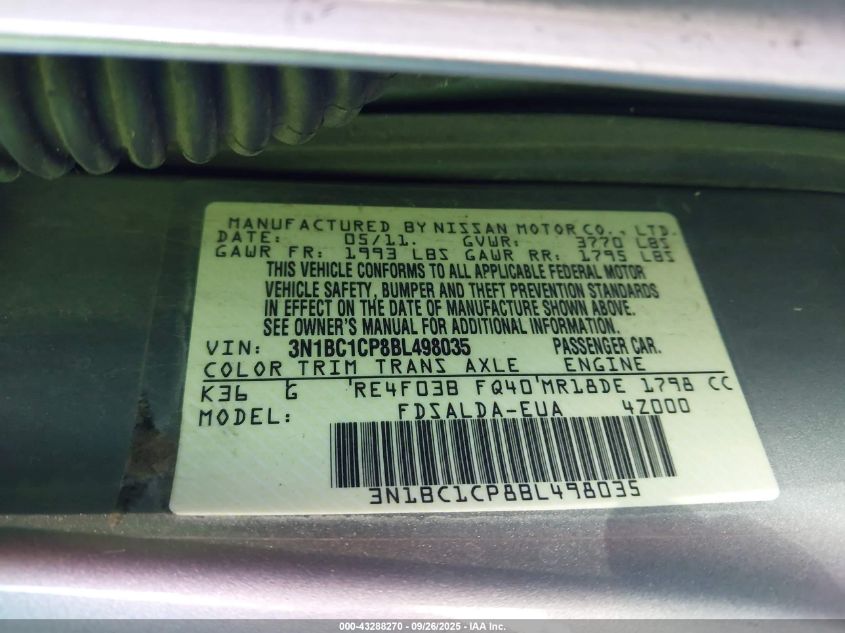 MANUFACTURED BY NISSAN MOTOR CO., LTD.
DATE: 05/11. GVWR: 3770 LBS
GAWR FR: 1993 LBS GAWR RR: 1795 LBS
THIS VEHICLE CONFORMS TO ALL APPLICABLE FEDERAL MOTOR
VEHICLE SAFETY, BUMPER AND THEFT PREVENTION STANDARDS
IN EFFECT ON THE DATE OF MANUFACTURE SHOWN ABOVE.
SEE OWNER'S MANUAL FOR ADDITIONAL INFORMATION.
VIN: 3N1BC1CP8BL498035 PASSENGER CAR.
COLOR TRIM TRANS AXLE ENGINE
K36 G RE4F03B FQ40 MR18DE 1798 CC
MODEL: FDSALDA-EUA 4Z000
3N1BC1CP8BL498035
000-43288270 - 09/26/2025 - IAA Inc.